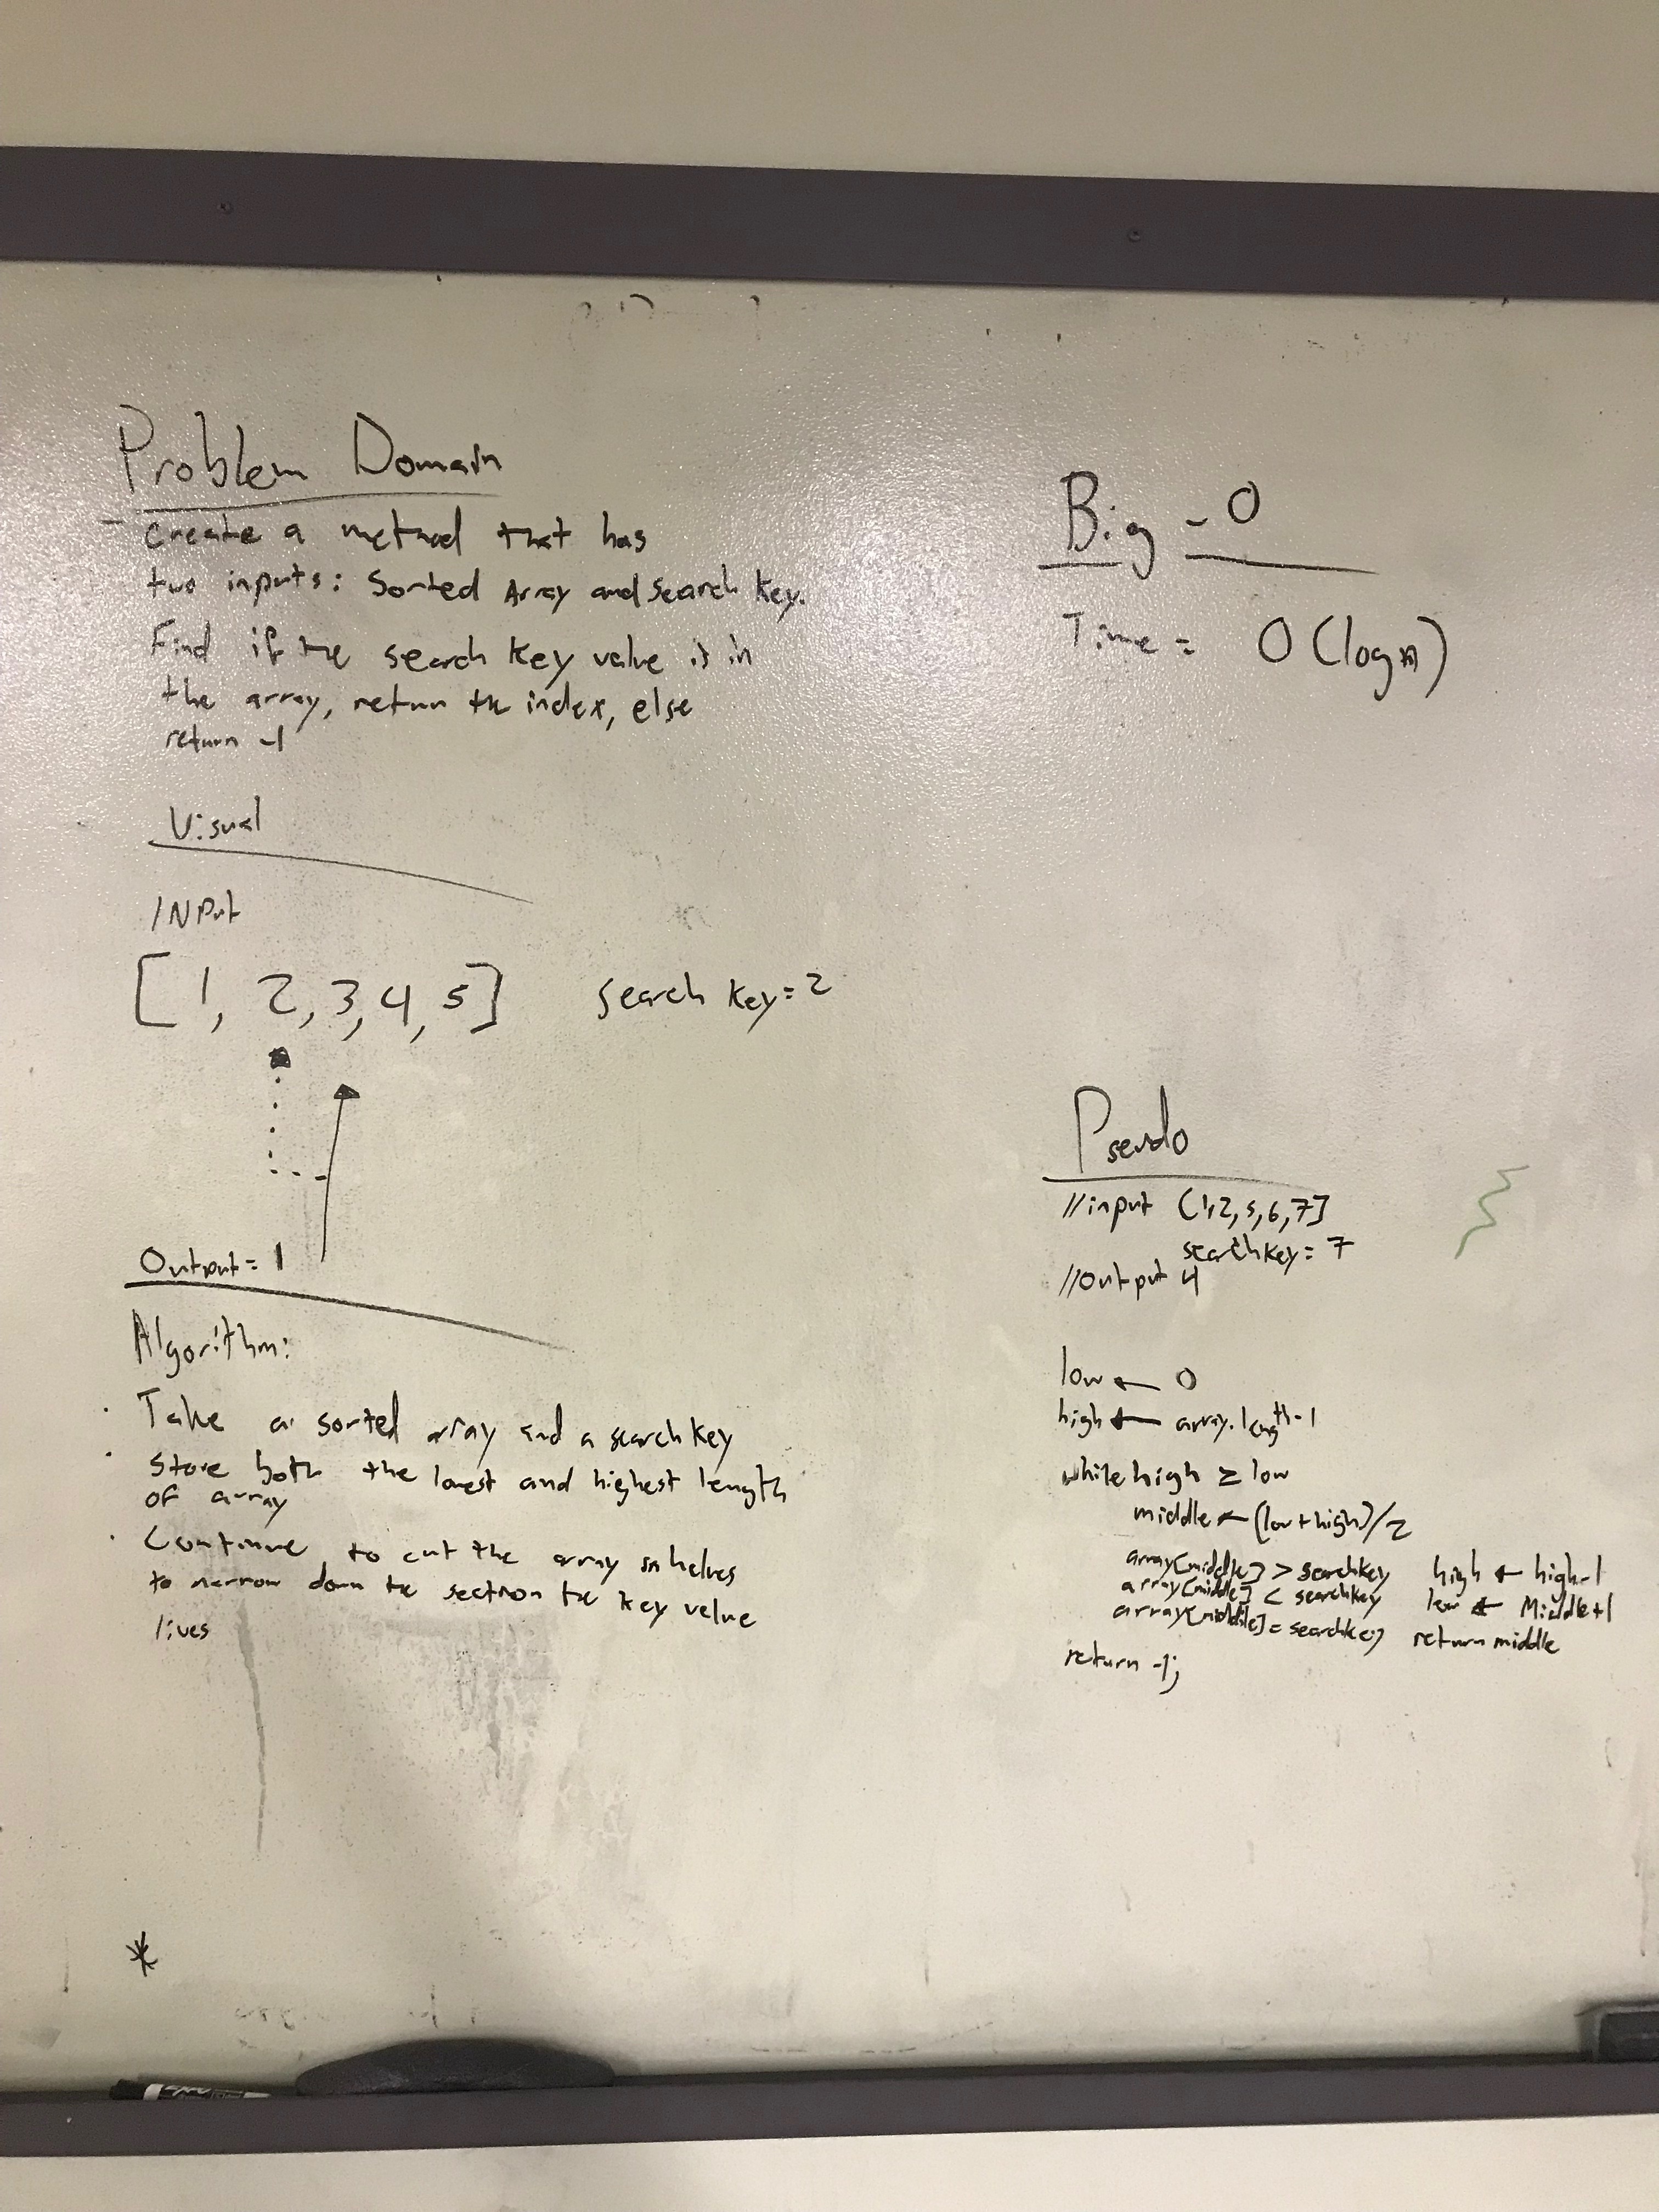 Problem Domain
- create a method that has
two inputs: Sorted Array and search key.
Find if the search key value is in
the array, return the index, else
return -1
Visual
INPut
[1, 2, 3, 4, 5] search key=2
Output= 1
Algorithm:
· Take a sorted array and a search key
· Store both the lowest and highest length
of array
· Continue to cut the array in halves
to narrow down the section the key value
lives
*
Big-O
Time = O(log n)
Pseudo
//input [1,2,5,6,7]
searchkey= 7
//output 4
low ← 0
high ← array.length-1
while high ≥ low
middle ← (low+high)/2
array[middle] > searchkey high ← high-1
array[middle] < searchkey low ← Middle+1
array[middle] = searchkey return middle
return -1;